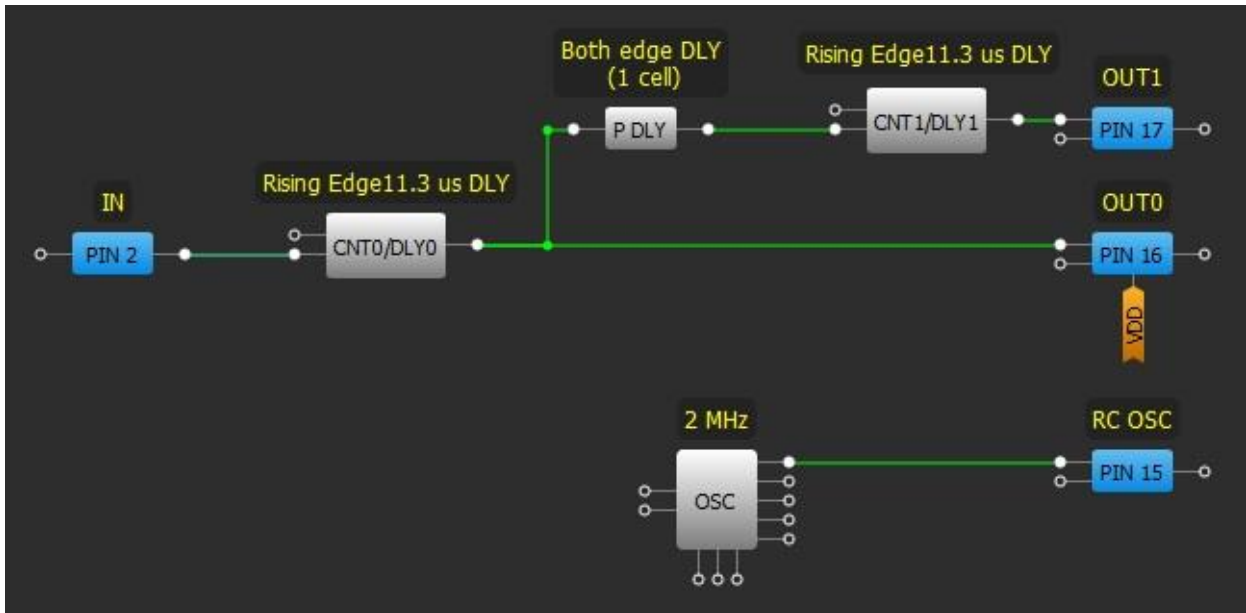 Both edge DLY
(1 cell)
Rising Edge11.3 us DLY
OUT1
P DLY
CNT1/DLY1
PIN 17
Rising Edge11.3 us DLY
IN
OUT0
PIN 2
CNT0/DLY0
PIN 16
VDD
2 MHz
RC OSC
OSC
PIN 15